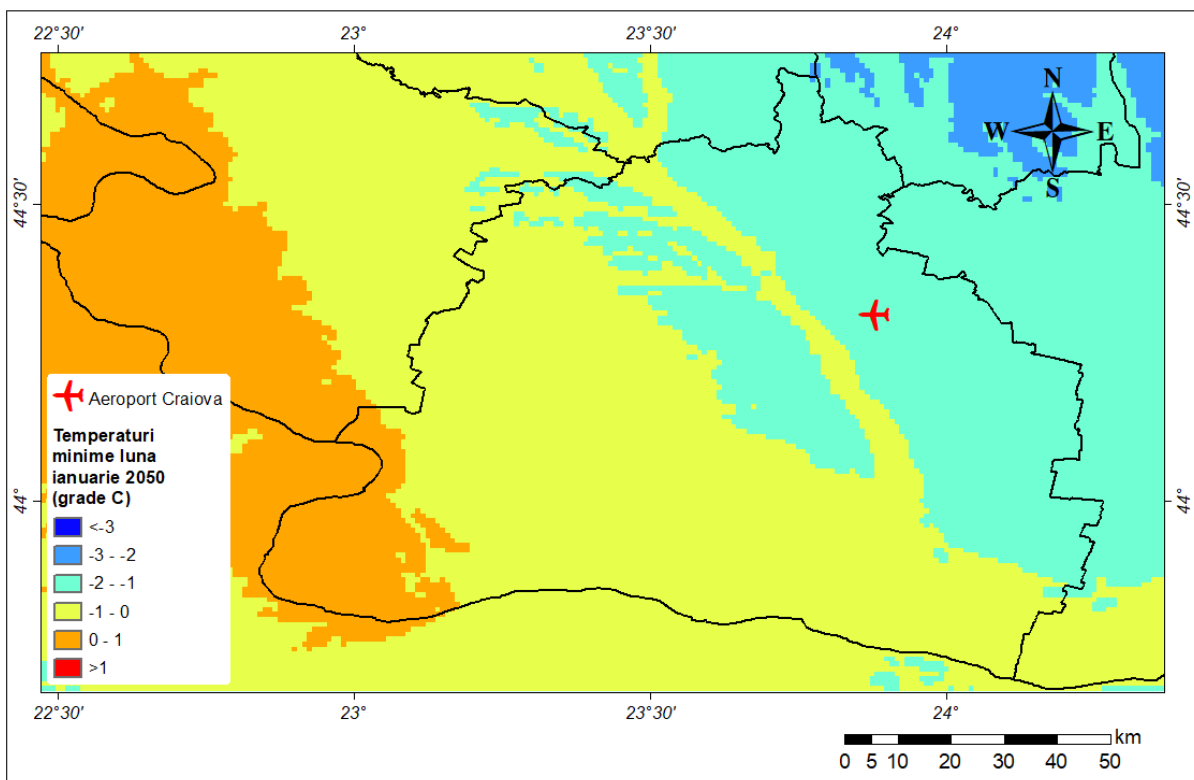 22°30' 23° 23°30' 24°
N
W E
S
44°30' 44°30'
Aeroport Craiova
Temperaturi
minime luna
ianuarie 2050
(grade C)
<-3
-3 - -2
-2 - -1
-1 - 0
0 - 1
>1
44° 44°
22°30' 23° 23°30' 24°
km
0 5 10 20 30 40 50